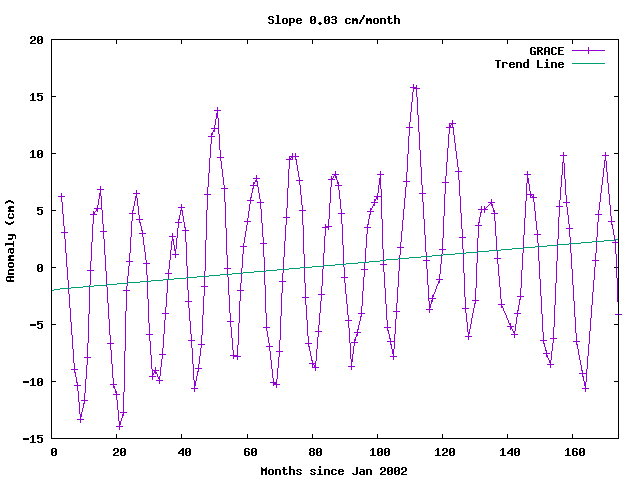 Slope 0.03 cm/month
GRACE
Trend Line
Anomaly (cm)
20
15
10
5
0
-5
-10
-15
0 20 40 60 80 100 120 140 160
Months since Jan 2002